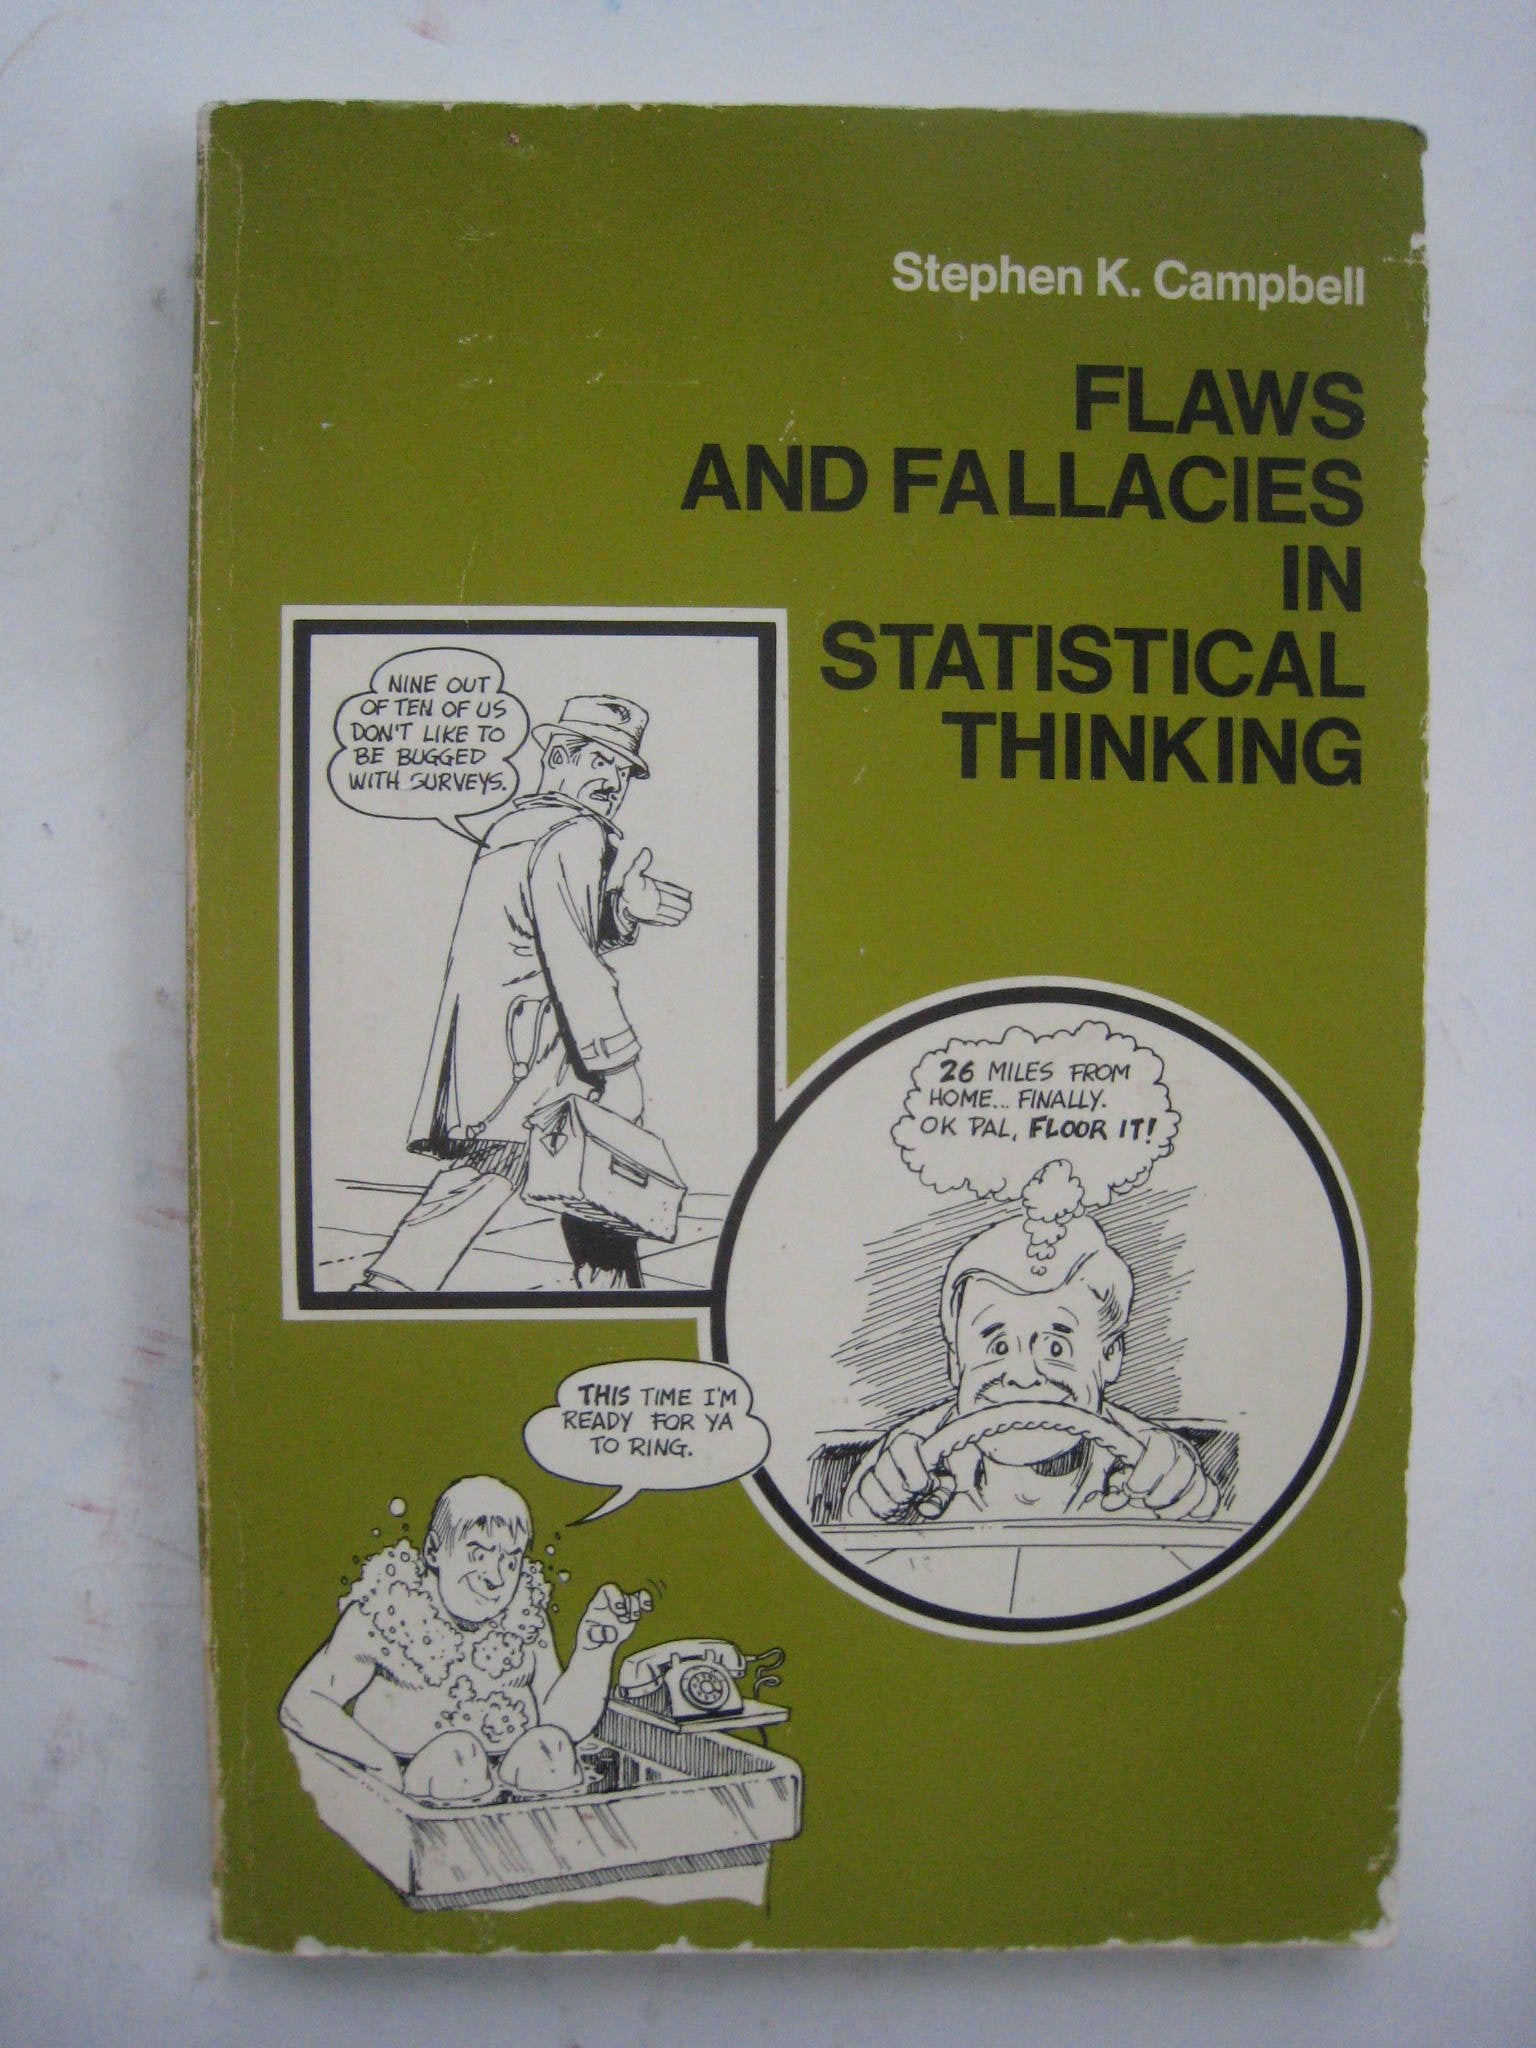 Stephen K. Campbell
FLAWS
AND FALLACIES
IN
STATISTICAL
THINKING
NINE OUT
OF TEN OF US
DON'T LIKE TO
BE BUGGED
WITH SURVEYS.
26 MILES FROM
HOME... FINALLY.
OK PAL, FLOOR IT!
THIS TIME I'M
READY FOR YA
TO RING.